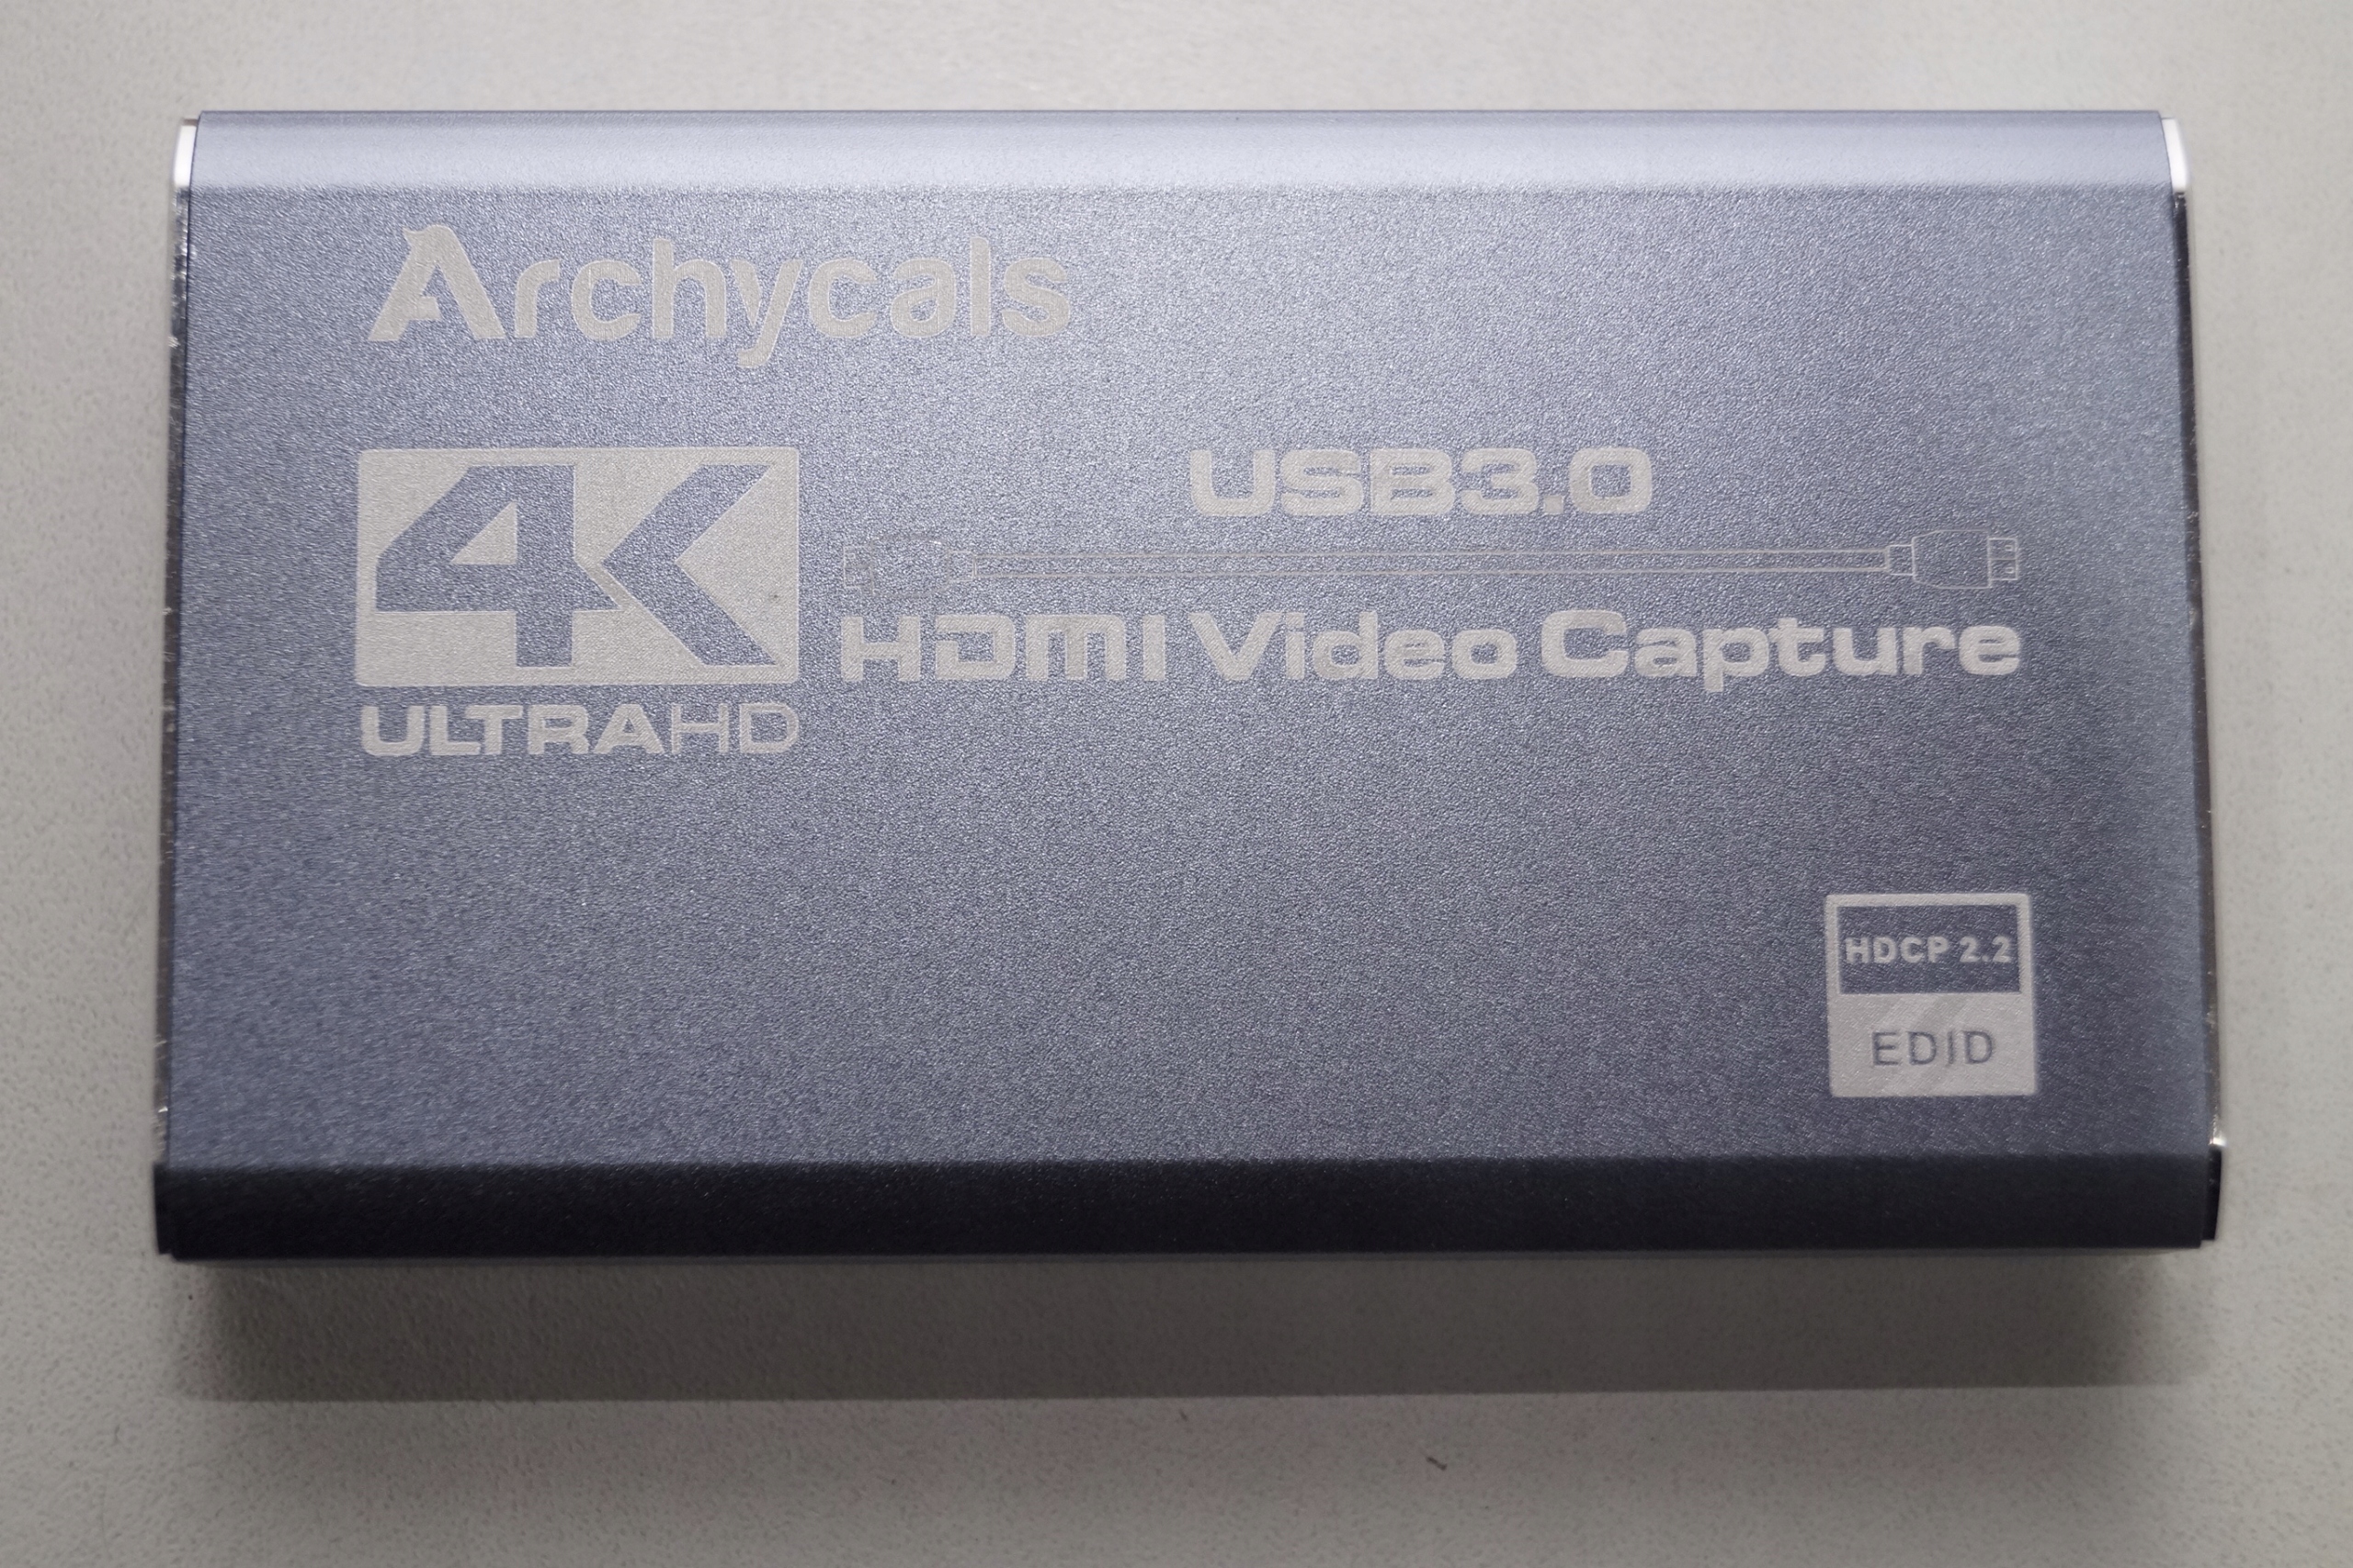 Archycals
4K
ULTRAHD
USB3.0
HDMI Video Capture
HDCP 2.2
EDID